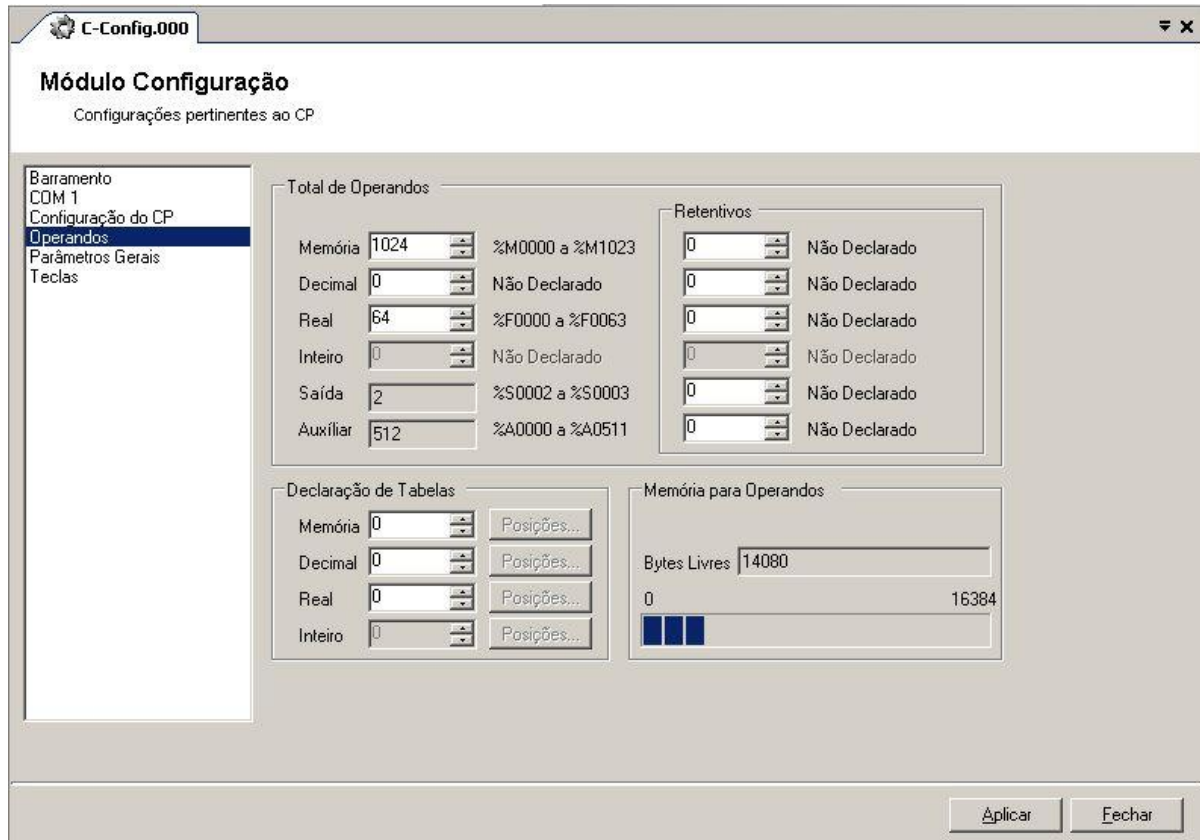 C-Config.000
Módulo Configuração
Configurações pertinentes ao CP
Barramento
COM 1
Configuração do CP
Operandos
Parâmetros Gerais
Teclas
Total de Operandos
Retentivos
Memória 1024 %M0000 a %M1023 0 Não Declarado
Decimal 0 Não Declarado 0 Não Declarado
Real 64 %F0000 a %F0063 0 Não Declarado
Inteiro 0 Não Declarado 0 Não Declarado
Saída 2 %S0002 a %S0003 0 Não Declarado
Auxíliar 512 %A0000 a %A0511 0 Não Declarado
Declaração de Tabelas
Memória 0 Posições...
Decimal 0 Posições...
Real 0 Posições...
Inteiro 0 Posições...
Memória para Operandos
Bytes Livres 14080
0 16384
Aplicar Fechar